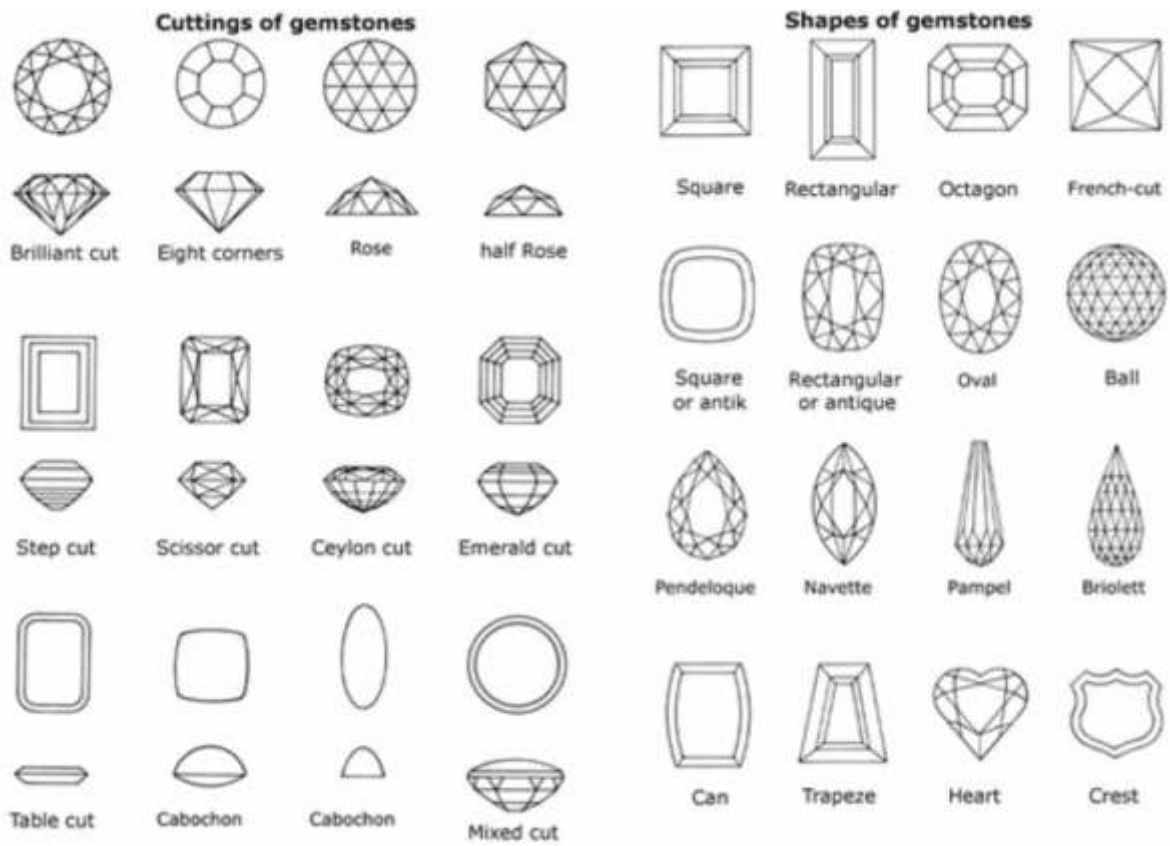 Cuttings of gemstones
Brilliant cut
Eight corners
Rose
half Rose
Step cut
Scissor cut
Ceylon cut
Emerald cut
Table cut
Cabochon
Cabochon
Mixed cut
Shapes of gemstones
Square
Rectangular
Octagon
French-cut
Square
or antik
Rectangular
or antique
Oval
Ball
Pendeloque
Navette
Pampel
Briolett
Can
Trapeze
Heart
Crest